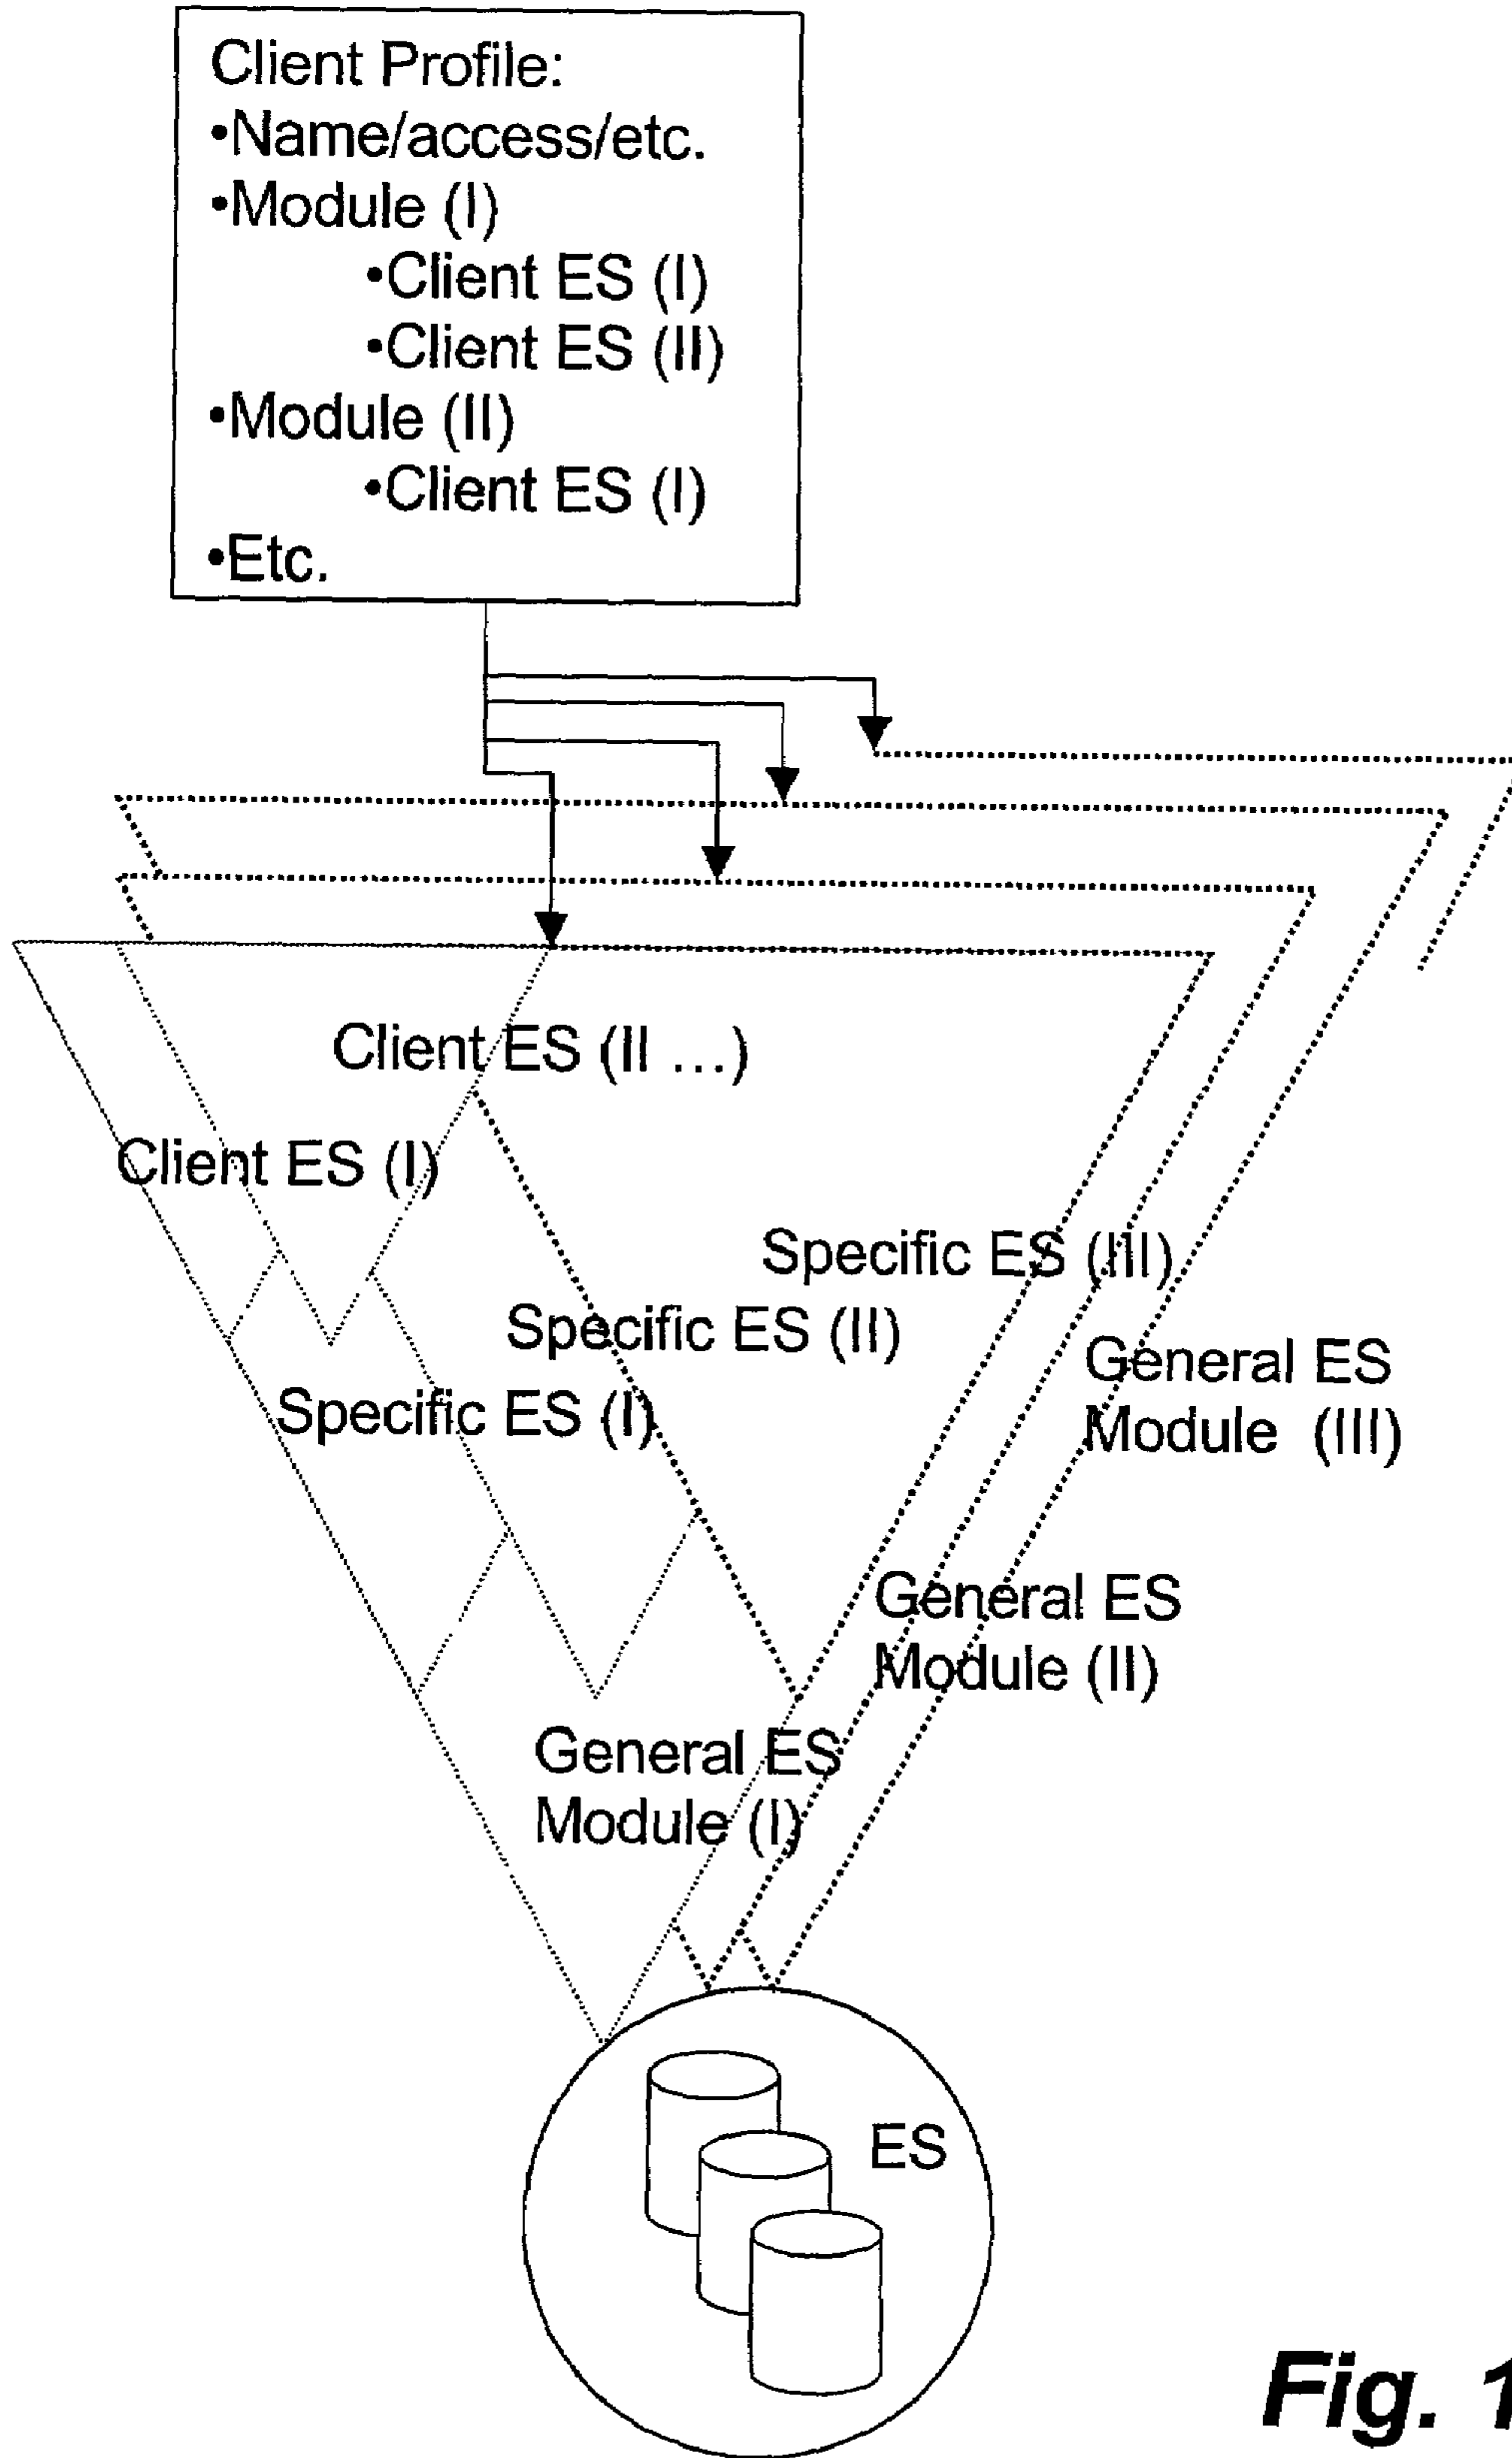 Client Profile:
•Name/access/etc.
•Module (I)
•Client ES (I)
•Client ES (II)
•Module (II)
•Client ES (I)
•Etc.
Client ES (II ...)
Client ES (I)
Specific ES (III)
Specific ES (II)
Specific ES (I)
General ES
Module (III)
General ES
Module (II)
General ES
Module (I)
ES
Fig. 1